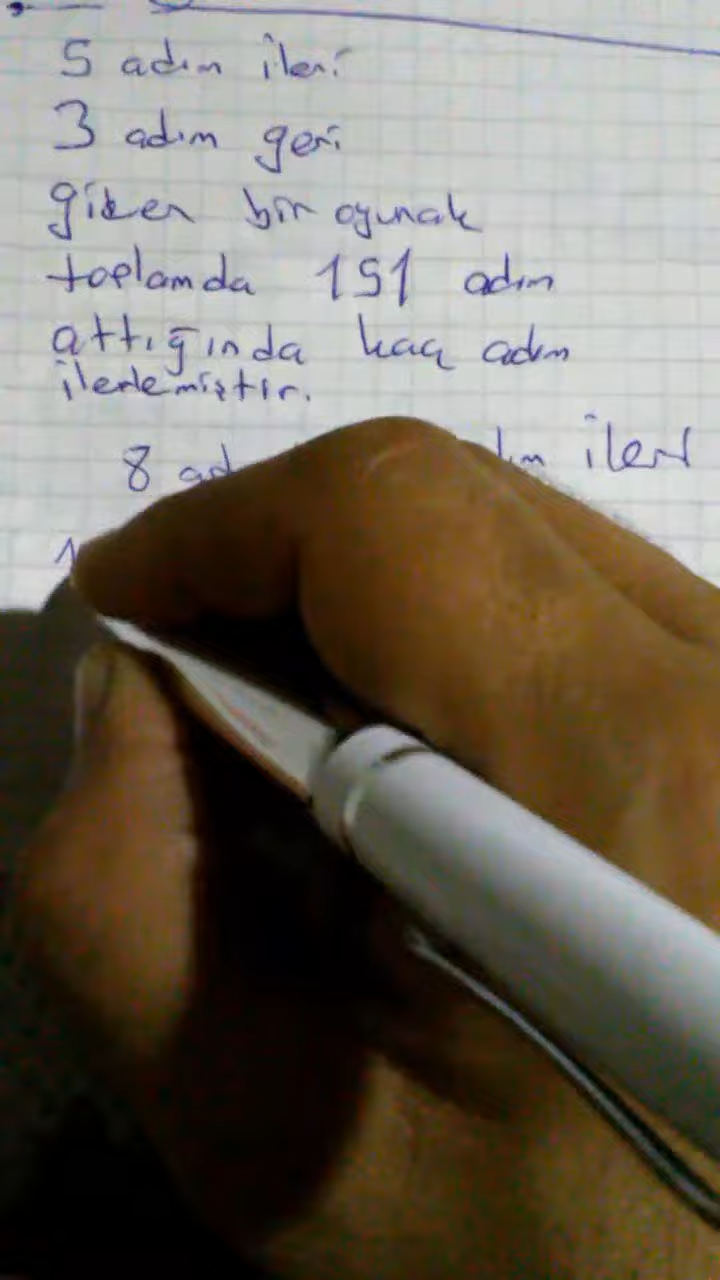 5 adım ileri
3 adım geri
giden bir oyuncak
toplamda 151 adım
attığında kaç adım
ilerlemiştir.
8 ileri